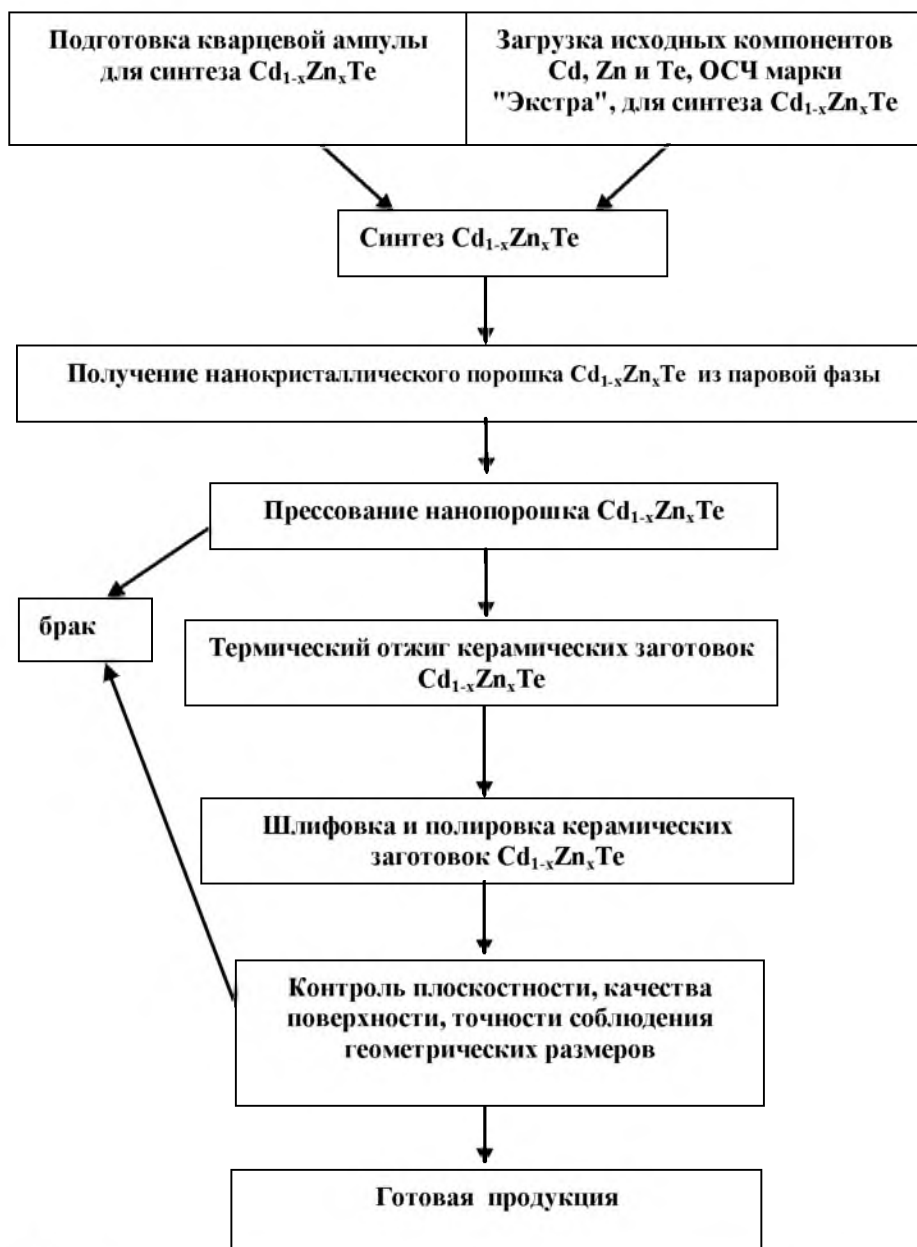 Подготовка кварцевой ампулы
для синтеза Cd₁₋ₓZnₓTe
Загрузка исходных компонентов
Cd, Zn и Te, ОСЧ марки
"Экстра", для синтеза Cd₁₋ₓZnₓTe
Синтез Cd₁₋ₓZnₓTe
Получение нанокристаллического порошка Cd₁₋ₓZnₓTe из паровой фазы
Прессование нанопорошка Cd₁₋ₓZnₓTe
брак
Термический отжиг керамических заготовок
Cd₁₋ₓZnₓTe
Шлифовка и полировка керамических
заготовок Cd₁₋ₓZnₓTe
Контроль плоскостности, качества
поверхности, точности соблюдения
геометрических размеров
Готовая продукция